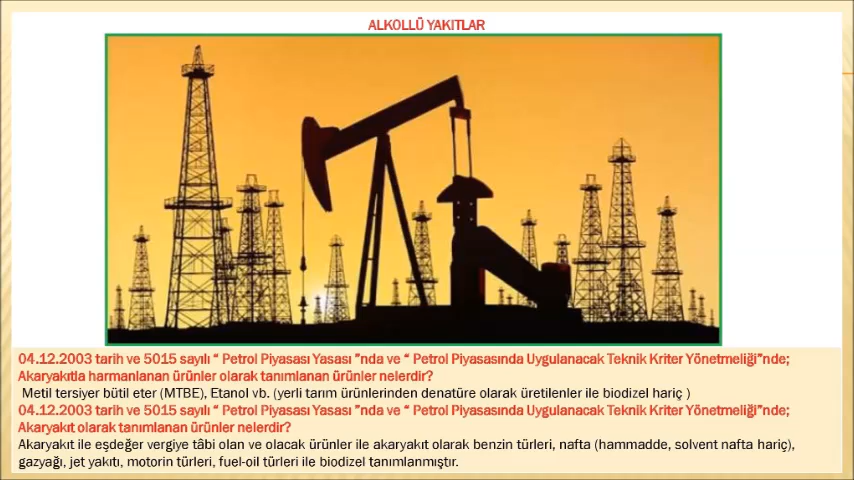 ALKOLLÜ YAKITLAR
04.12.2003 tarih ve 5015 sayılı “ Petrol Piyasası Yasası ”nda ve “ Petrol Piyasasında Uygulanacak Teknik Kriter Yönetmeliği”nde;
Akaryakıtla harmanlanan ürünler olarak tanımlanan ürünler nelerdir?
Metil tersiyer bütil eter (MTBE), Etanol vb. (yerli tarım ürünlerinden denatüre olarak üretilenler ile biodizel hariç )
04.12.2003 tarih ve 5015 sayılı “ Petrol Piyasası Yasası ”nda ve “ Petrol Piyasasında Uygulanacak Teknik Kriter Yönetmeliği”nde;
Akaryakıt olarak tanımlanan ürünler nelerdir?
Akaryakıt ile eşdeğer vergiye tâbi olan ve olacak ürünler ile akaryakıt olarak benzin türleri, nafta (hammadde, solvent nafta hariç),
gazyağı, jet yakıtı, motorin türleri, fuel-oil türleri ile biodizel tanımlanmıştır.